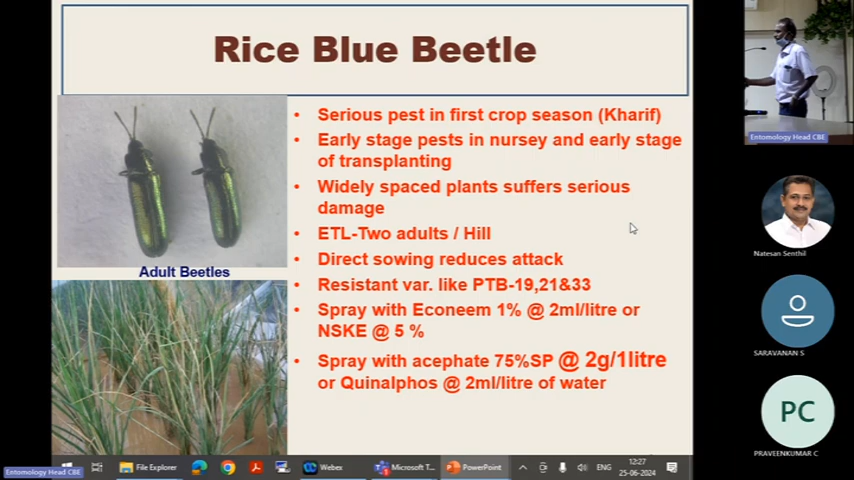 Rice Blue Beetle
• Serious pest in first crop season (Kharif)
• Early stage pests in nursey and early stage
of transplanting
• Widely spaced plants suffers serious
damage
• ETL-Two adults / Hill
• Direct sowing reduces attack
• Resistant var. like PTB-19,21&33
• Spray with Econeem 1% @ 2ml/litre or
NSKE @ 5 %
• Spray with acephate 75%SP @ 2g/1litre
or Quinalphos @ 2ml/litre of water
Adult Beetles
Entomology Head CBE
Natesan Senthil
SARAVANAN S
PC
PRAVEENKUMAR C
Entomology Head CBE
File Explorer
Webex
Microsoft T...
PowerPoint
ENG
12:27
25-06-2024